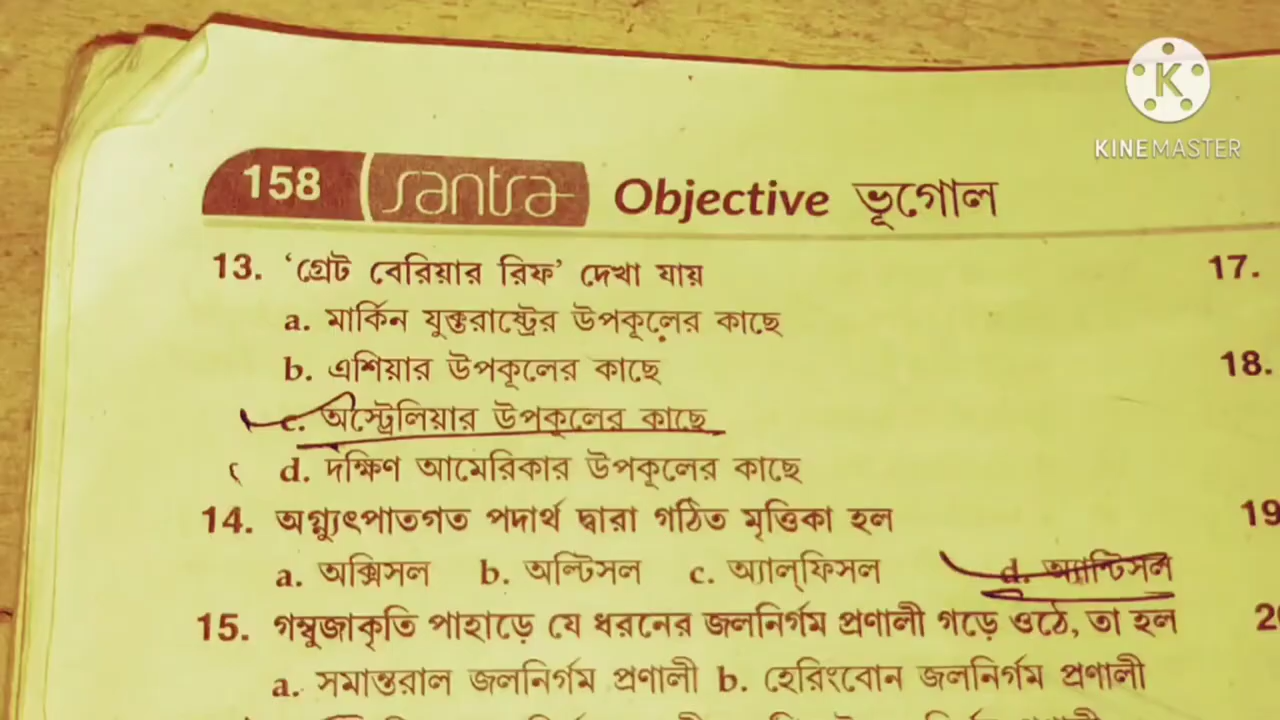 K
KINEMASTER
158 santra Objective ভূগোল
13. ‘গ্রেট বেরিয়ার রিফ’ দেখা যায়
a. মার্কিন যুক্তরাষ্ট্রের উপকূলের কাছে
b. এশিয়ার উপকূলের কাছে
c. অস্ট্রেলিয়ার উপকূলের কাছে
d. দক্ষিণ আমেরিকার উপকূলের কাছে
14. অগ্ন্যুৎপাতগত পদার্থ দ্বারা গঠিত মৃত্তিকা হল
a. অক্সিসল b. অল্টিসল c. অ্যাল্‌ফিসল d. অ্যান্টিসল
15. গম্বুজাকৃতি পাহাড়ে যে ধরনের জলনির্গম প্রণালী গড়ে ওঠে, তা হল
a. সমান্তরাল জলনির্গম প্রণালী b. হেরিংবোন জলনির্গম প্রণালী
17.
18.
19